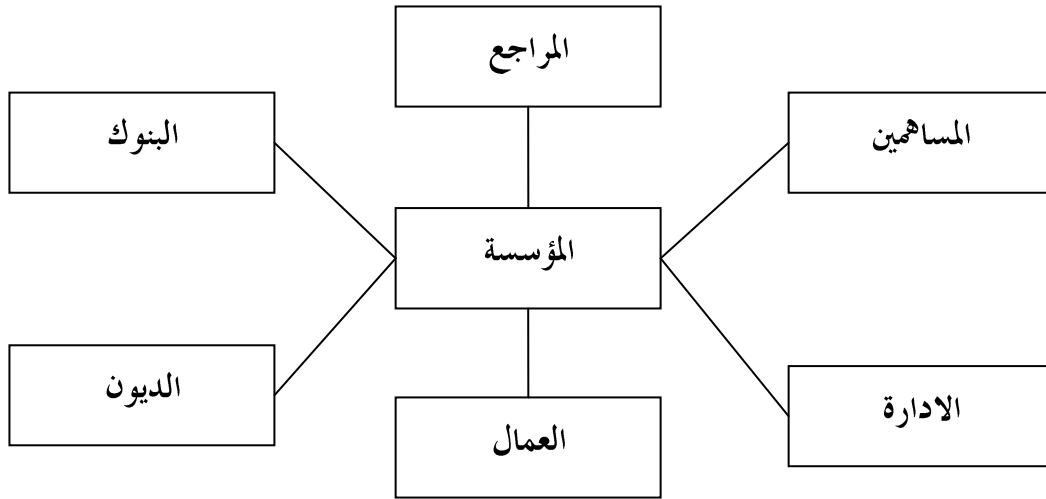 المراجع
المساهمين
البنوك
المؤسسة
الديون
الادارة
العمال